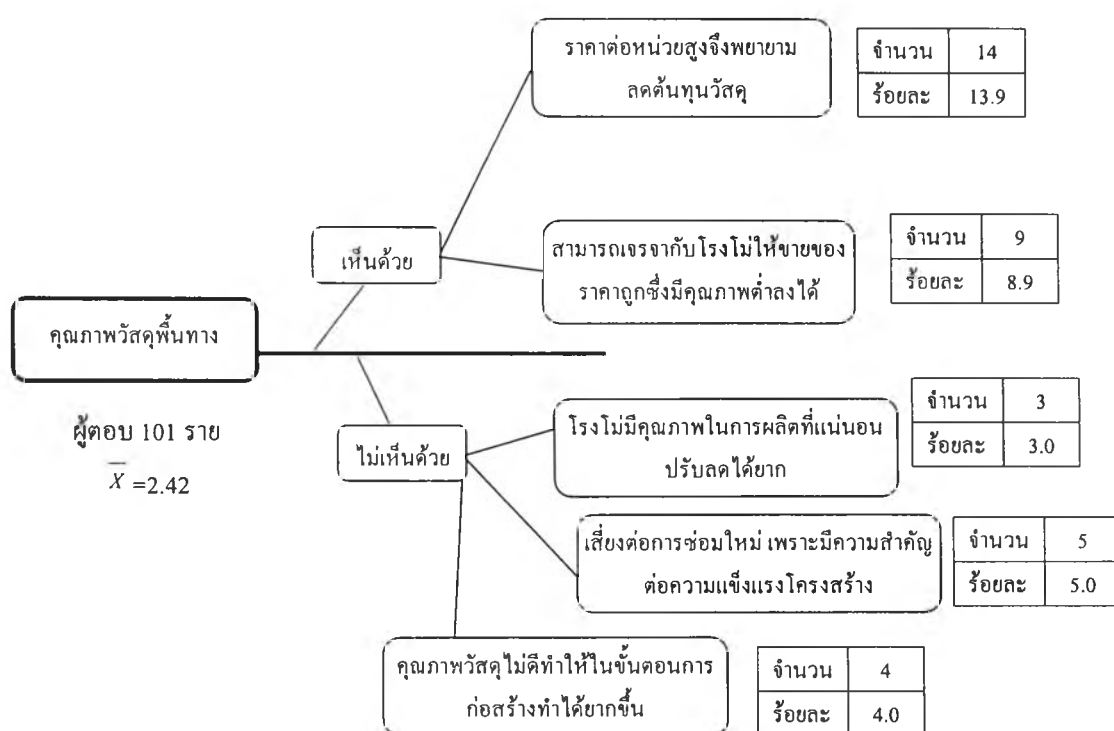 ราคาต่อหน่วยสูงจึงพยายาม
ลดต้นทุนวัสดุ
จำนวน 14
ร้อยละ 13.9
เห็นด้วย
สามารถเจรจากับโรงโม่ให้ขายของ
ราคาถูกซึ่งมีคุณภาพต่ำลงได้
จำนวน 9
ร้อยละ 8.9
คุณภาพวัสดุพื้นทาง
ผู้ตอบ 101 ราย
X̄ =2.42
ไม่เห็นด้วย
โรงโม่มีคุณภาพในการผลิตที่แน่นอน
ปรับลดได้ยาก
จำนวน 3
ร้อยละ 3.0
เสี่ยงต่อการซ่อมใหม่ เพราะมีความสำคัญ
ต่อความแข็งแรงโครงสร้าง
จำนวน 5
ร้อยละ 5.0
คุณภาพวัสดุไม่ดีทำให้ในขั้นตอนการ
ก่อสร้างทำได้ยากขึ้น
จำนวน 4
ร้อยละ 4.0